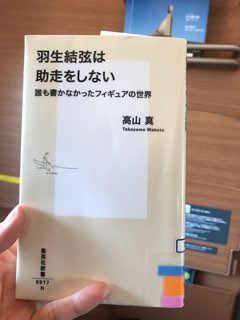 羽生結弦は
助走をしない
誰も書かなかったフィギュアの世界
高山 真
Takayama Makoto
集英社新書
0917
H